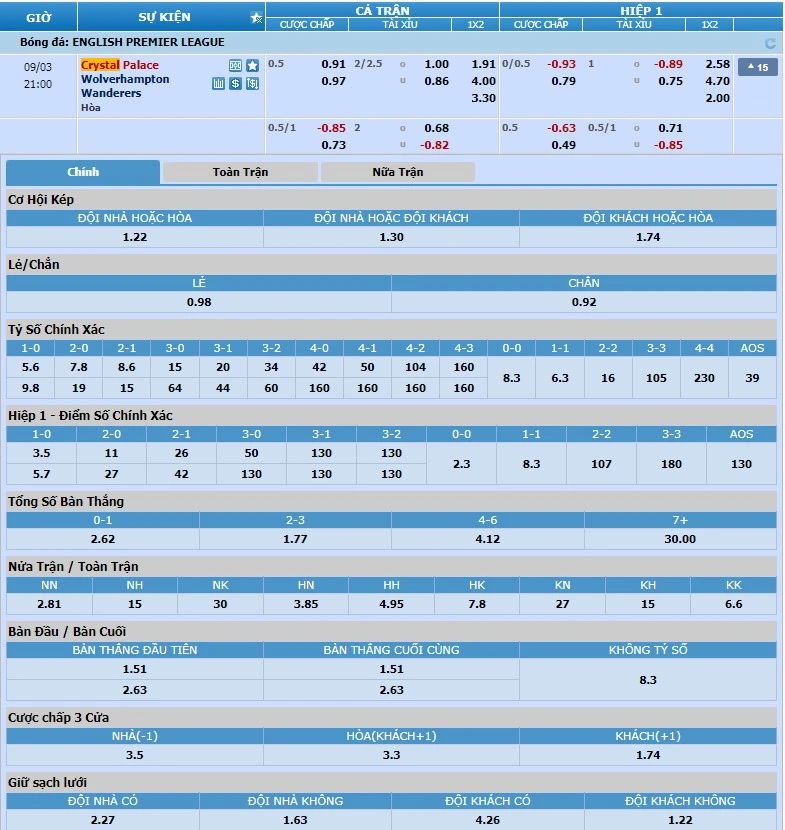 GIỜ SỰ KIỆN CẢ TRẬN HIỆP 1
CƯỢC CHẤP TÀI XỈU 1X2 CƯỢC CHẤP TÀI XỈU 1X2
Bóng đá: ENGLISH PREMIER LEAGUE
09/03 Crystal Palace 0.5 0.91 2/2.5 o 1.00 1.91 0/0.5 -0.93 1 o -0.89 2.58 15
21:00 Wolverhampton 0.97 u 0.86 4.00 0.79 u 0.75 4.70
Wanderers 3.30 2.00
Hòa
0.5/1 -0.85 2 o 0.68 0.5 -0.63 0.5/1 o 0.71
0.73 u -0.82 0.49 u -0.85
Chính Toàn Trận Nửa Trận
Cơ Hội Kép
ĐỘI NHÀ HOẶC HÒA ĐỘI NHÀ HOẶC ĐỘI KHÁCH ĐỘI KHÁCH HOẶC HÒA
1.22 1.30 1.74
Lẻ/Chẵn
LẺ CHẴN
0.98 0.92
Tỷ Số Chính Xác
1-0 2-0 2-1 3-0 3-1 3-2 4-0 4-1 4-2 4-3 0-0 1-1 2-2 3-3 4-4 AOS
5.6 7.8 8.6 15 20 34 42 50 104 160 8.3 6.3 16 105 230 39
9.8 19 15 64 44 60 160 160 160 160
Hiệp 1 - Điểm Số Chính Xác
1-0 2-0 2-1 3-0 3-1 3-2 0-0 1-1 2-2 3-3 AOS
3.5 11 26 50 130 130 2.3 8.3 107 180 130
5.7 27 42 130 130 130
Tổng Số Bàn Thắng
0-1 2-3 4-6 7+
2.62 1.77 4.12 30.00
Nửa Trận / Toàn Trận
NN NH NK HN HH HK KN KH KK
2.81 15 30 3.85 4.95 7.8 27 15 6.6
Bàn Đầu / Bàn Cuối
BÀN THẮNG ĐẦU TIÊN BÀN THẮNG CUỐI CÙNG KHÔNG TỶ SỐ
1.51 1.51 8.3
2.63 2.63
Cược chấp 3 Cửa
NHÀ(-1) HÒA(KHÁCH+1) KHÁCH(+1)
3.5 3.3 1.74
Giữ sạch lưới
ĐỘI NHÀ CÓ ĐỘI NHÀ KHÔNG ĐỘI KHÁCH CÓ ĐỘI KHÁCH KHÔNG
2.27 1.63 4.26 1.22